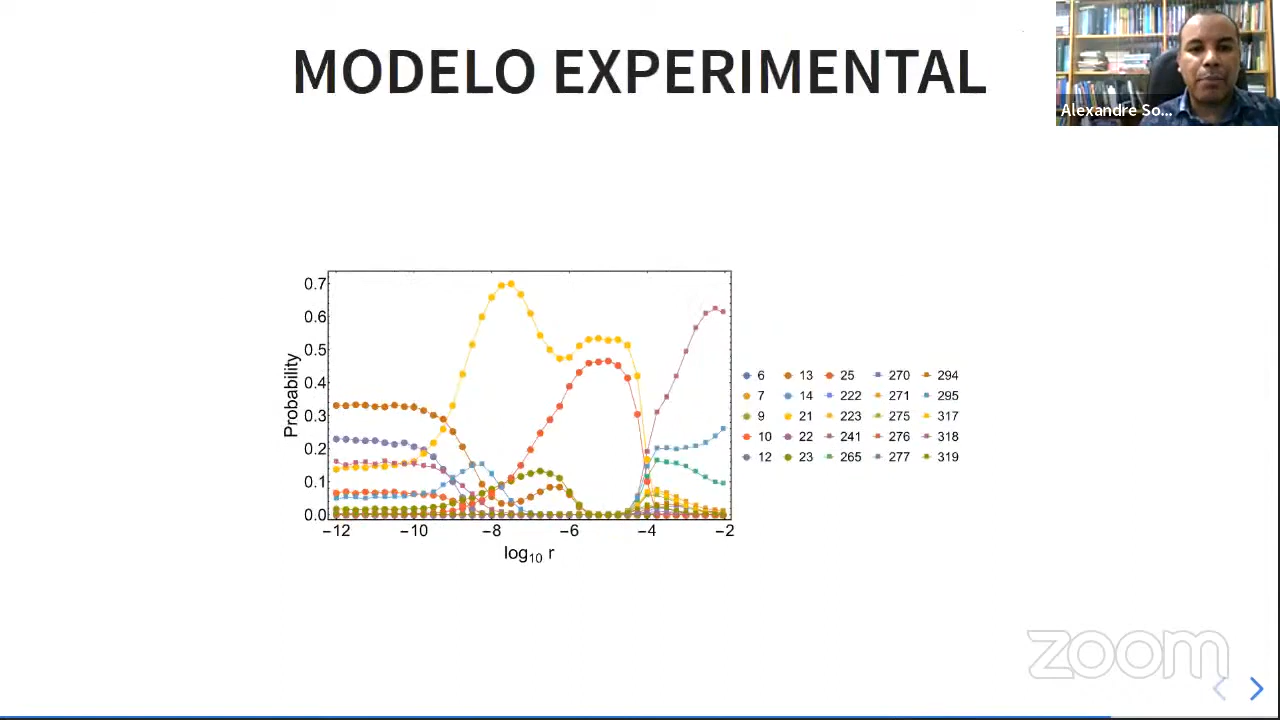 MODELO EXPERIMENTAL
Alexandre So...
Probability
0.7
0.6
0.5
0.4
0.3
0.2
0.1
0.0
−12 −10 −8 −6 −4 −2
log10 r
6 13 25 270 294
7 14 222 271 295
9 21 223 275 317
10 22 241 276 318
12 23 265 277 319
zoom